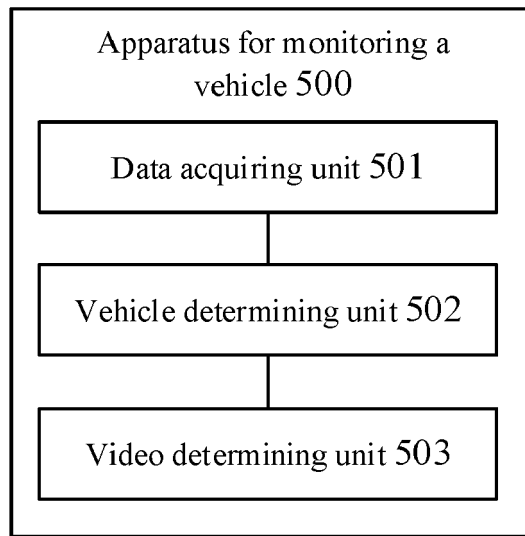 Apparatus for monitoring a
vehicle 500
Data acquiring unit 501
Vehicle determining unit 502
Video determining unit 503